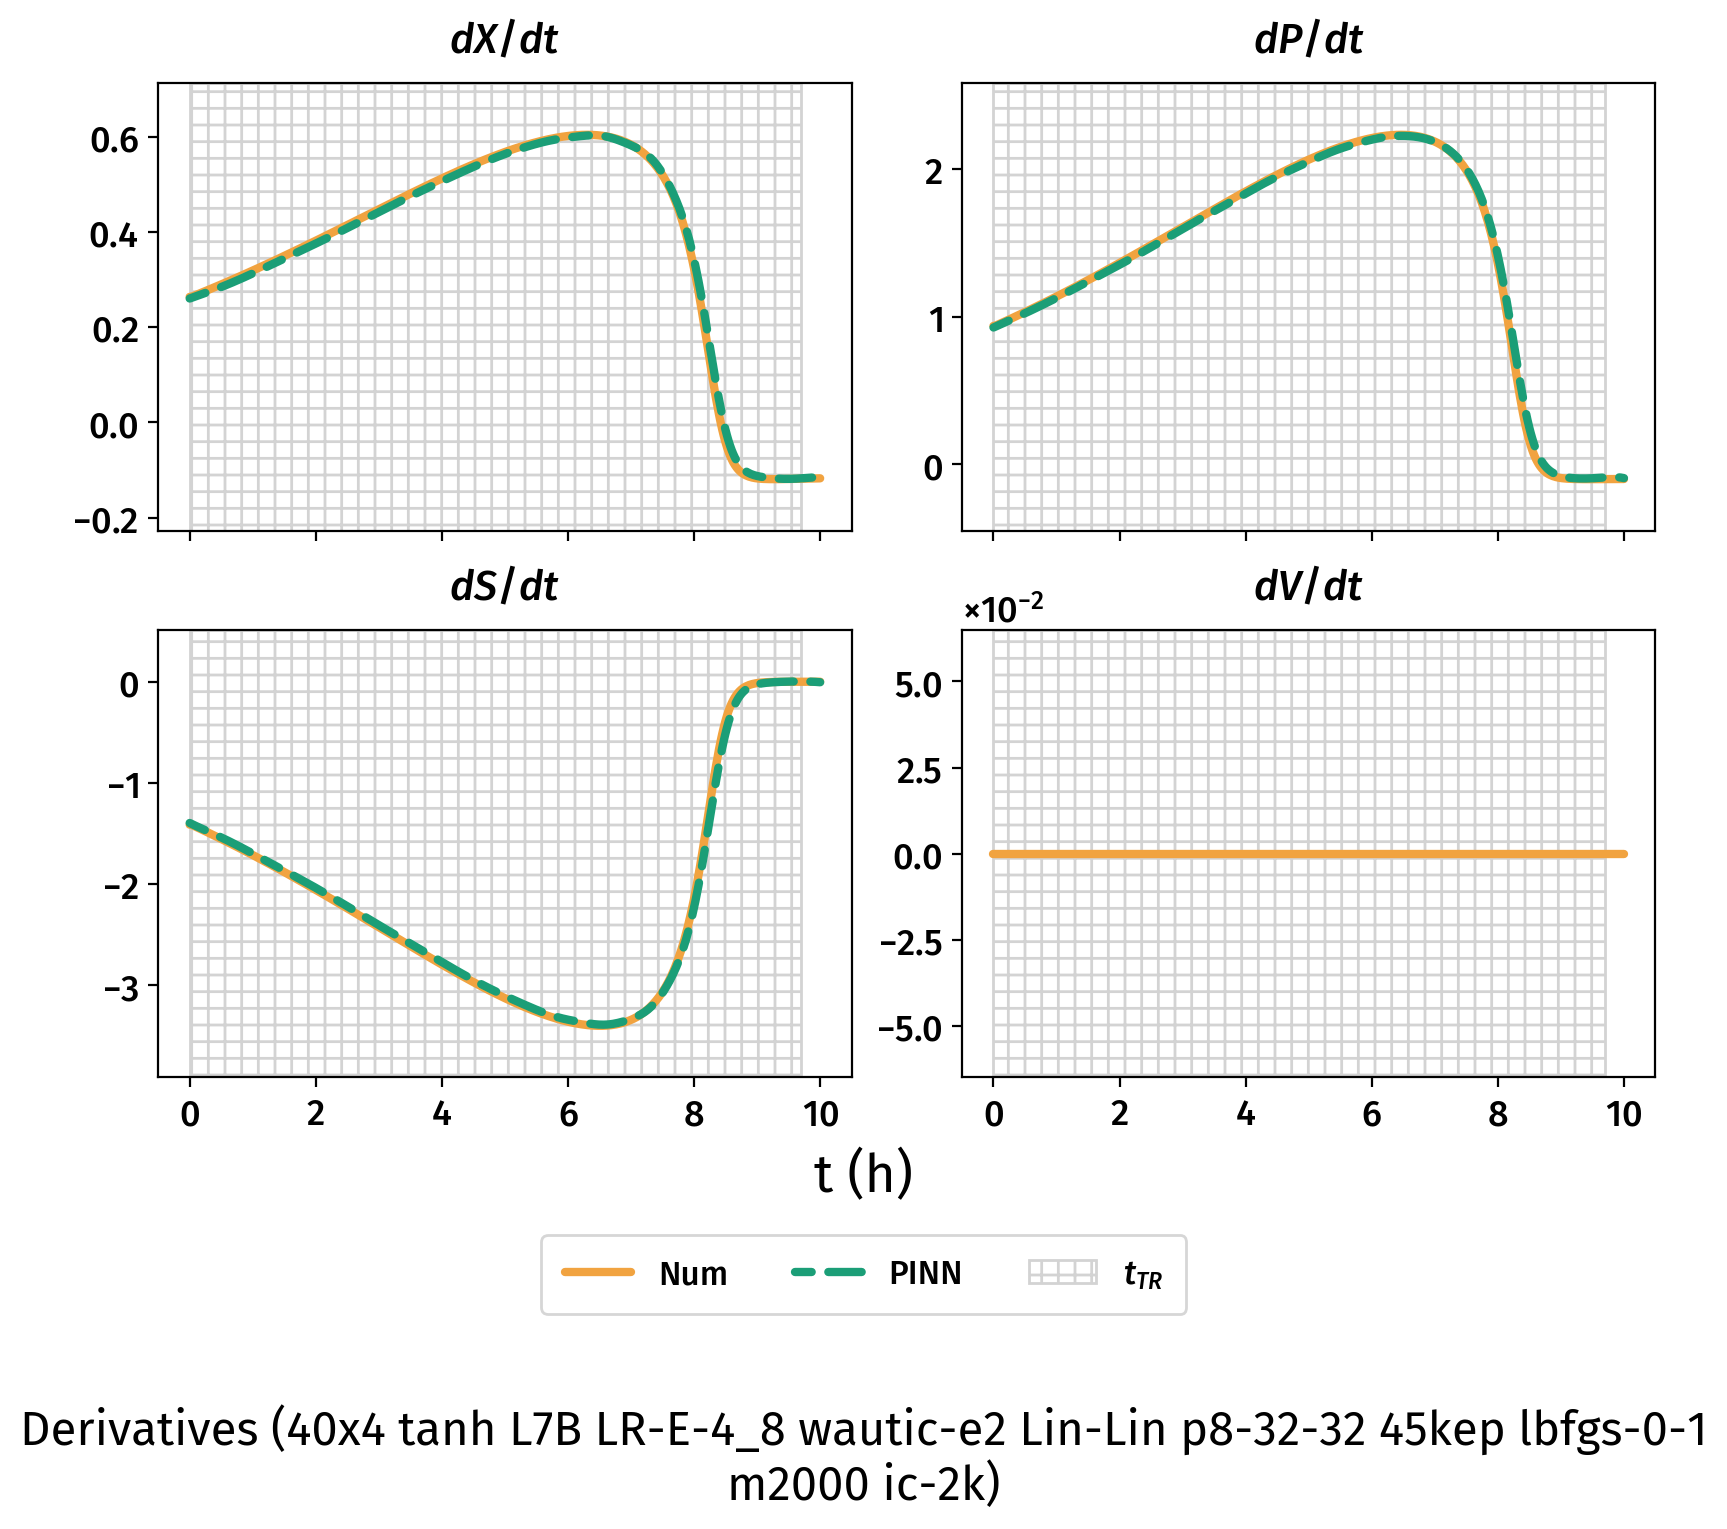 dX/dt
0.6
0.4
0.2
0.0
−0.2
dP/dt
2
1
0
dS/dt
0
−1
−2
−3
0 2 4 6 8 10
dV/dt
×10⁻²
5.0
2.5
0.0
−2.5
−5.0
0 2 4 6 8 10
t (h)
Num PINN t_TR
Derivatives (40x4 tanh L7B LR-E-4_8 wautic-e2 Lin-Lin p8-32-32 45kep lbfgs-0-1
m2000 ic-2k)